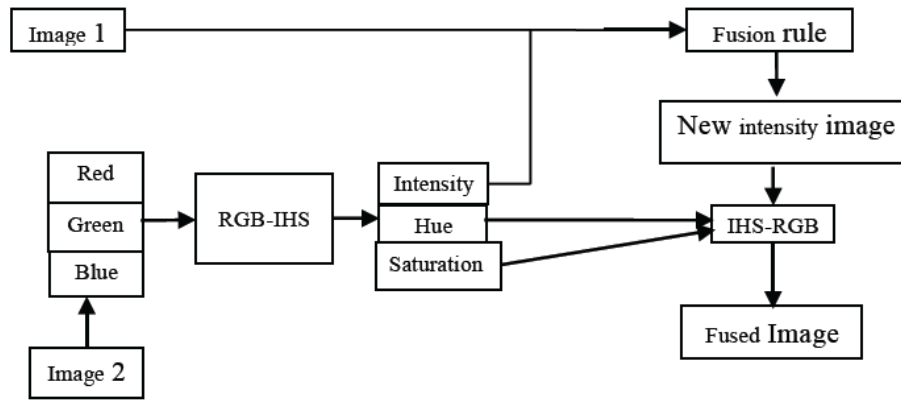 Image 1
Fusion rule
New intensity image
Red
Green
Blue
RGB-IHS
Intensity
Hue
Saturation
IHS-RGB
Fused Image
Image 2